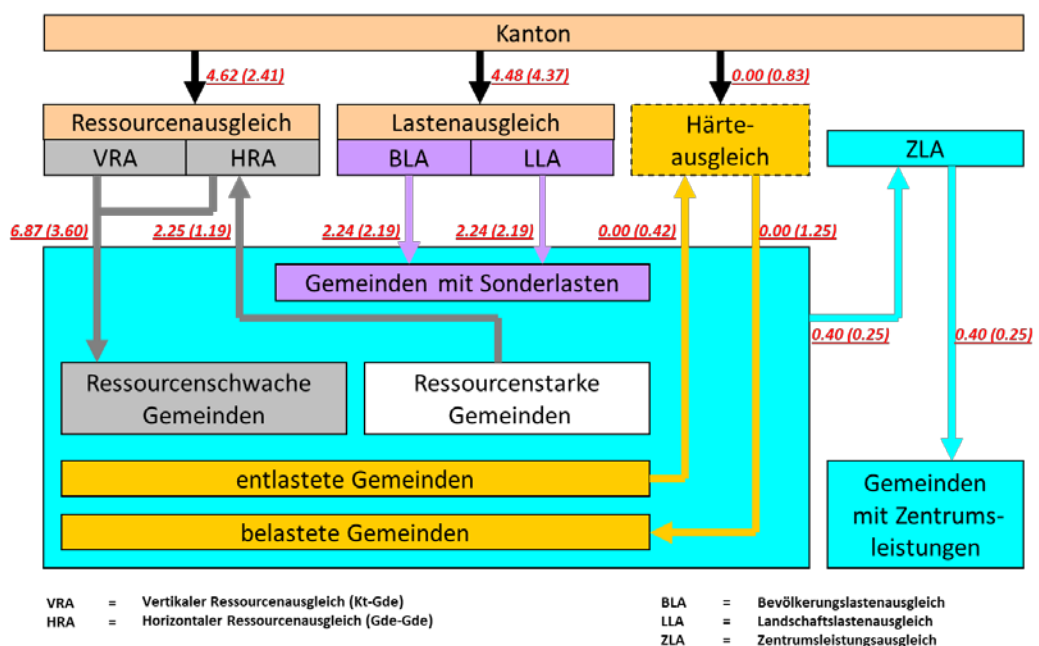 Kanton
4.62 (2.41)
4.48 (4.37)
0.00 (0.83)
Ressourcenausgleich
VRA
HRA
Lastenausgleich
BLA
LLA
Härte-
ausgleich
ZLA
6.87 (3.60)
2.25 (1.19)
2.24 (2.19)
2.24 (2.19)
0.00 (0.42)
0.00 (1.25)
Gemeinden mit Sonderlasten
0.40 (0.25)
0.40 (0.25)
Ressourcenschwache
Gemeinden
Ressourcenstarke
Gemeinden
entlastete Gemeinden
belastete Gemeinden
Gemeinden
mit Zentrums-
leistungen
VRA = Vertikaler Ressourcenausgleich (Kt-Gde)
HRA = Horizontaler Ressourcenausgleich (Gde-Gde)
BLA = Bevölkerungslastenausgleich
LLA = Landschaftslastenausgleich
ZLA = Zentrumsleistungsausgleich